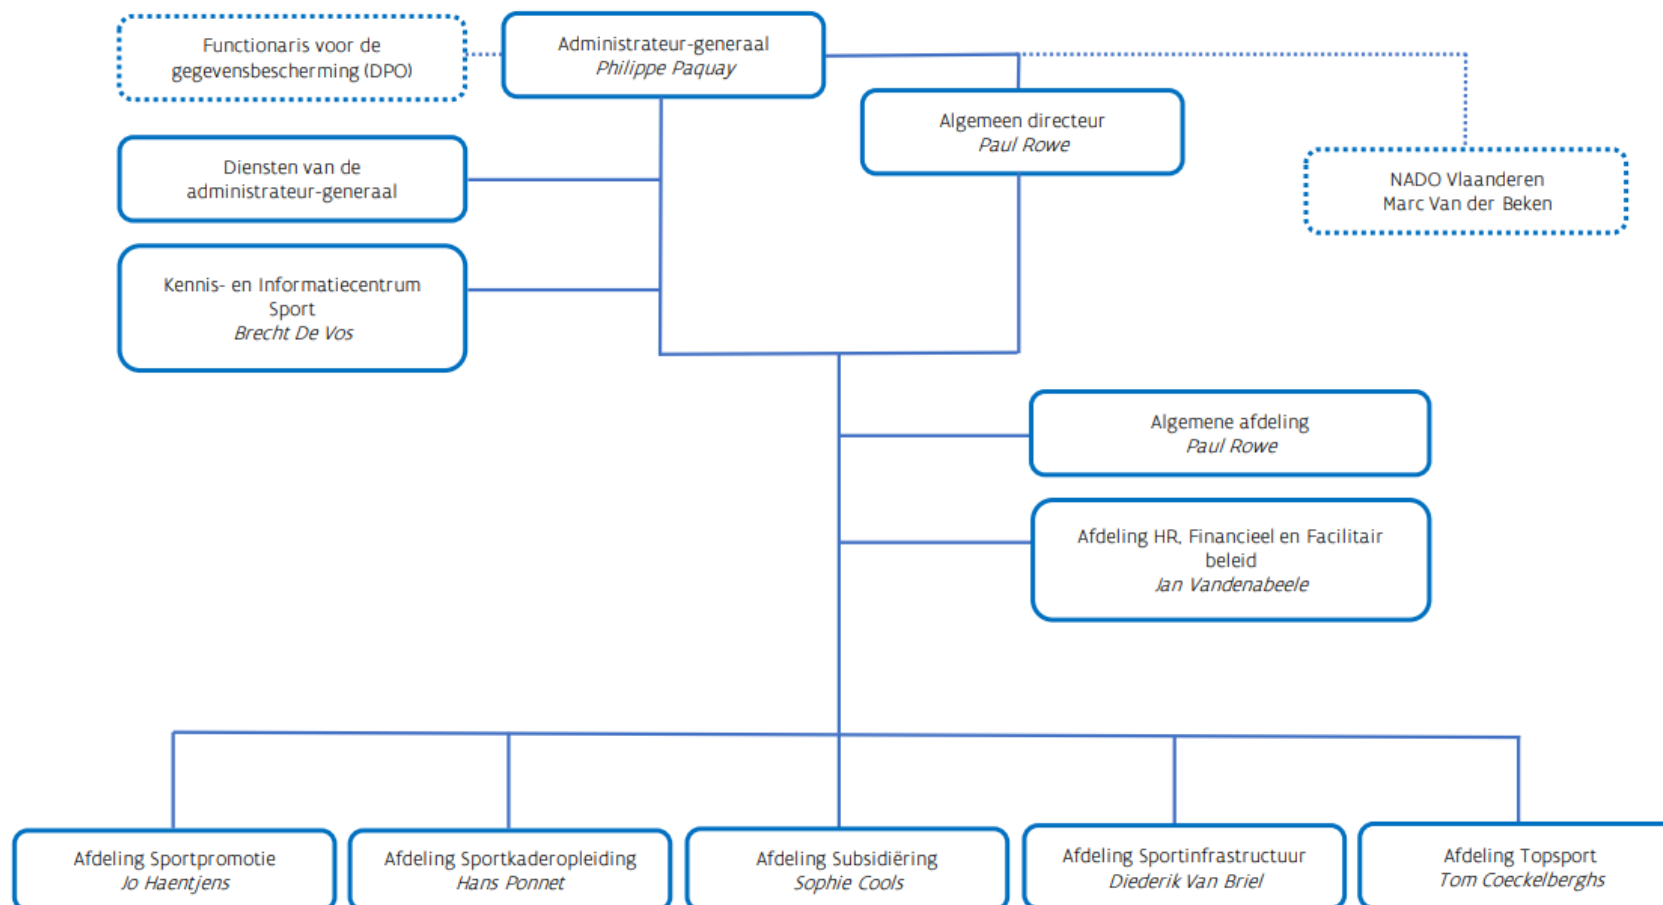 Functionaris voor de
gegevensbescherming (DPO)
Administrateur-generaal
Philippe Paquay
Algemeen directeur
Paul Rowe
Diensten van de
administrateur-generaal
NADO Vlaanderen
Marc Van der Beken
Kennis- en Informatiecentrum
Sport
Brecht De Vos
Algemene afdeling
Paul Rowe
Afdeling HR, Financieel en Facilitair
beleid
Jan Vandenabeele
Afdeling Sportpromotie
Jo Haentjens
Afdeling Sportkaderopleiding
Hans Ponnet
Afdeling Subsidiëring
Sophie Cools
Afdeling Sportinfrastructuur
Diederik Van Briel
Afdeling Topsport
Tom Coeckelberghs